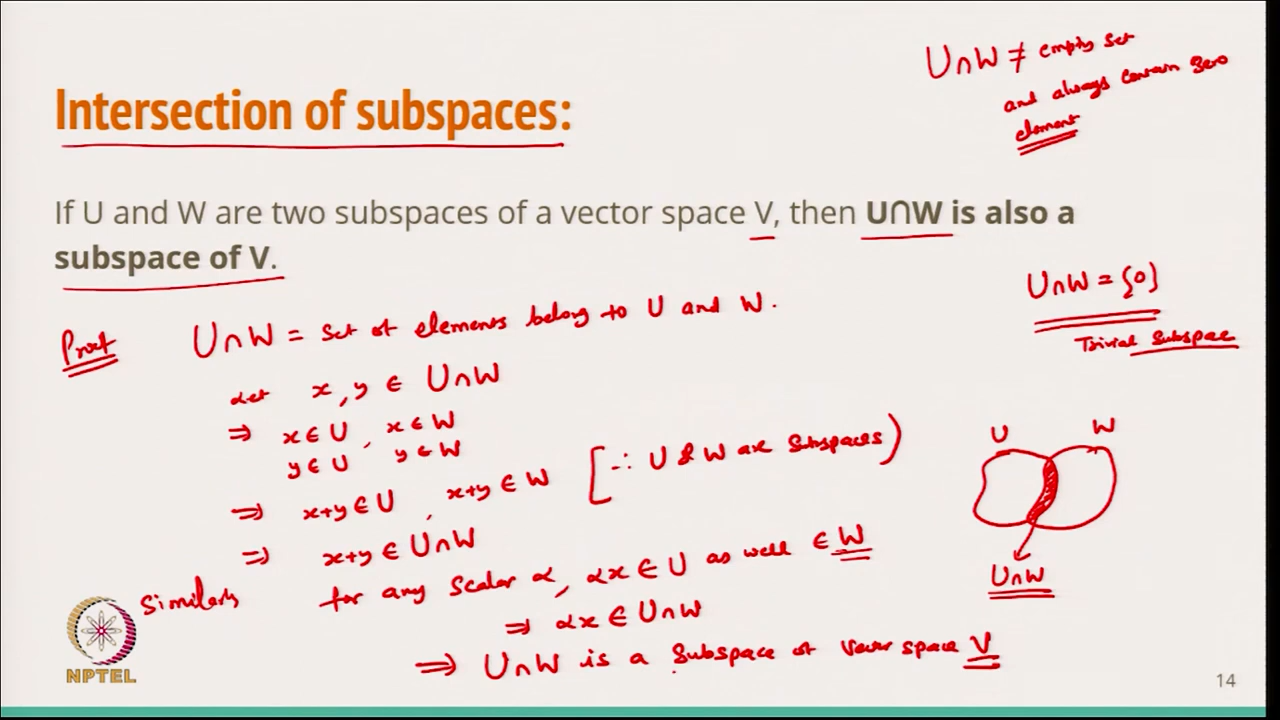 U∩W ≠ empty set
and always contain zero
element
Intersection of subspaces:
If U and W are two subspaces of a vector space V, then U∩W is also a
subspace of V.
U∩W = {0}
Trivial Subspace
Proof U∩W = set of elements belong to U and W.
Let x, y ∈ U∩W
⇒ x ∈ U, x ∈ W
y ∈ U y ∈ W
⇒ x+y ∈ U, x+y ∈ W [∵ U & W are Subspaces)
⇒ x+y ∈ U∩W
Similarly for any scalar α, αx ∈ U as well ∈ W
⇒ αx ∈ U∩W
⇒ U∩W is a subspace of vector space V
U W
U∩W
NPTEL
14